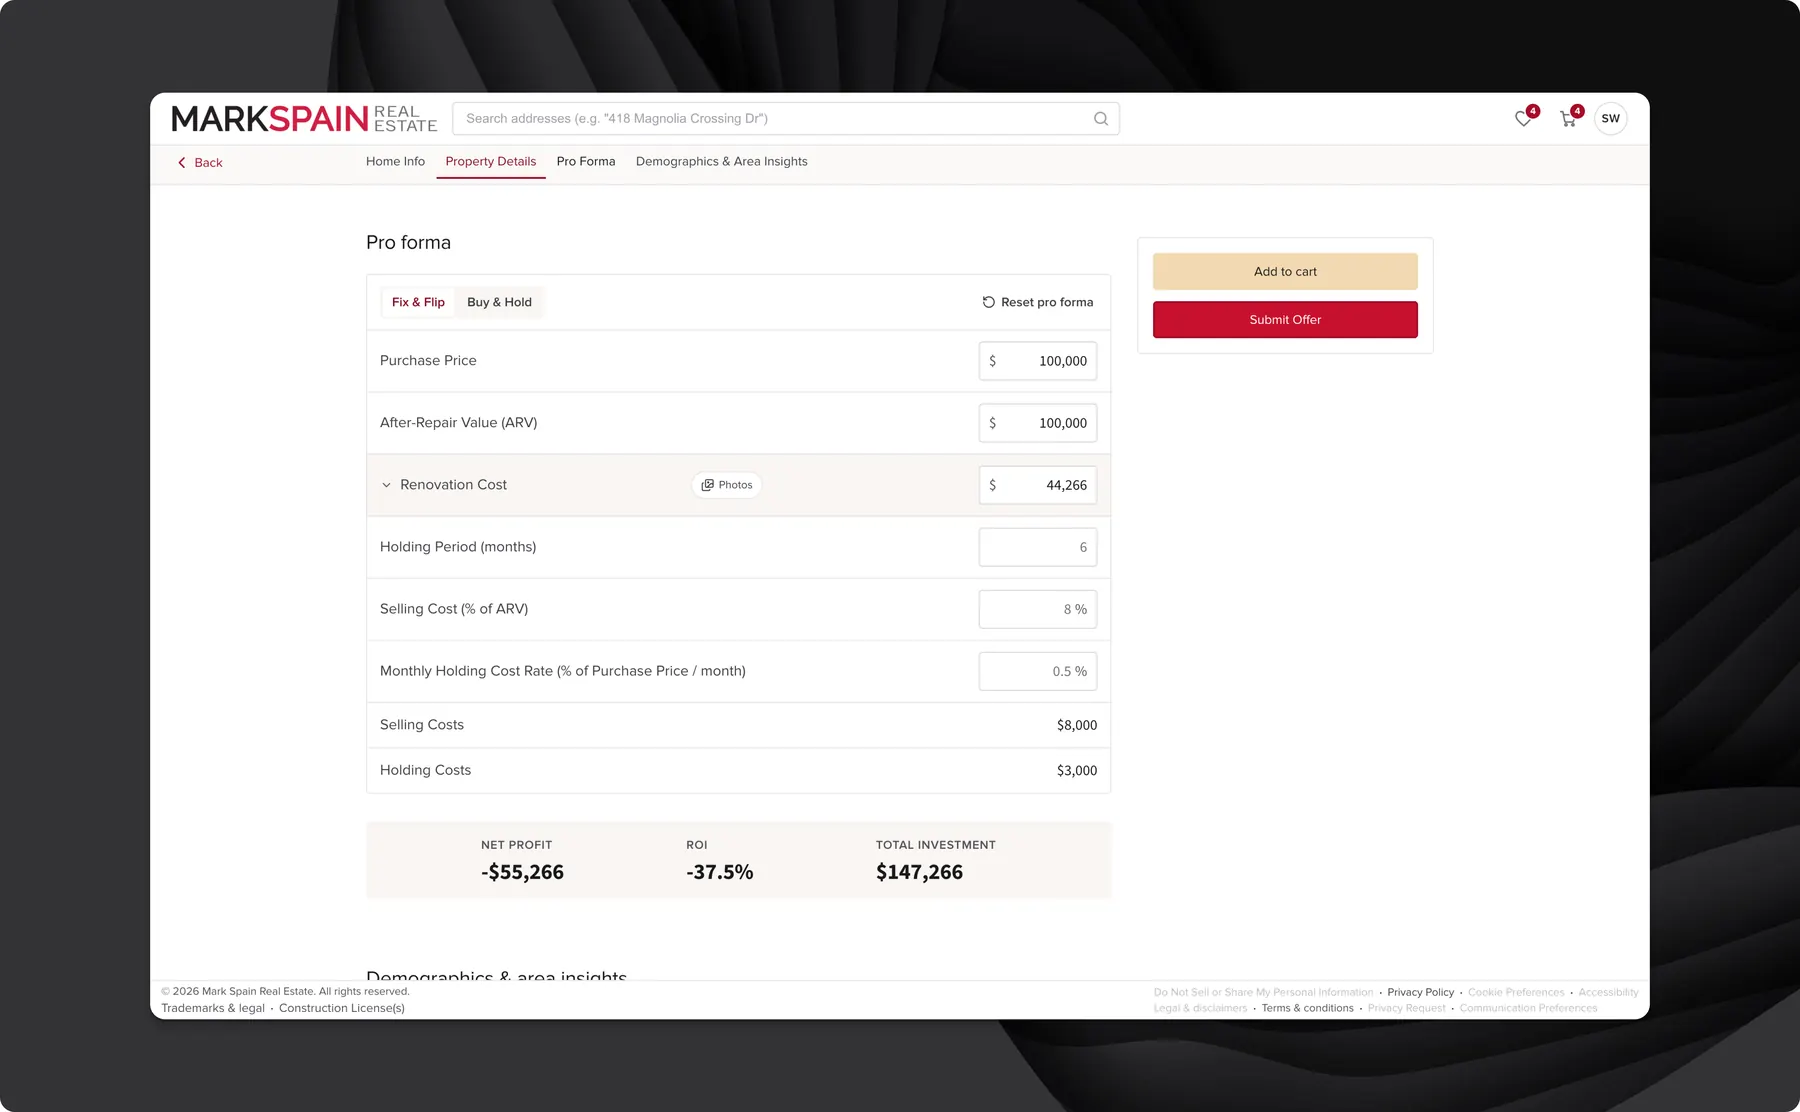 MARKSPAIN REAL ESTATE
Search addresses (e.g. "418 Magnolia Crossing Dr")
4
4
SW
Back
Home Info
Property Details
Pro Forma
Demographics & Area Insights
Pro forma
Fix & Flip
Buy & Hold
Reset pro forma
Add to cart
Submit Offer
Purchase Price
$ 100,000
After-Repair Value (ARV)
$ 100,000
Renovation Cost
Photos
$ 44,266
Holding Period (months)
6
Selling Cost (% of ARV)
8 %
Monthly Holding Cost Rate (% of Purchase Price / month)
0.5 %
Selling Costs
$8,000
Holding Costs
$3,000
NET PROFIT
-$55,266
ROI
-37.5%
TOTAL INVESTMENT
$147,266
Demographics & area insights
© 2026 Mark Spain Real Estate. All rights reserved.
Trademarks & legal · Construction License(s)
Do Not Sell or Share My Personal Information · Privacy Policy · Cookie Preferences · Accessibility
Legal & disclaimers · Terms & conditions · Privacy Request · Communication Preferences